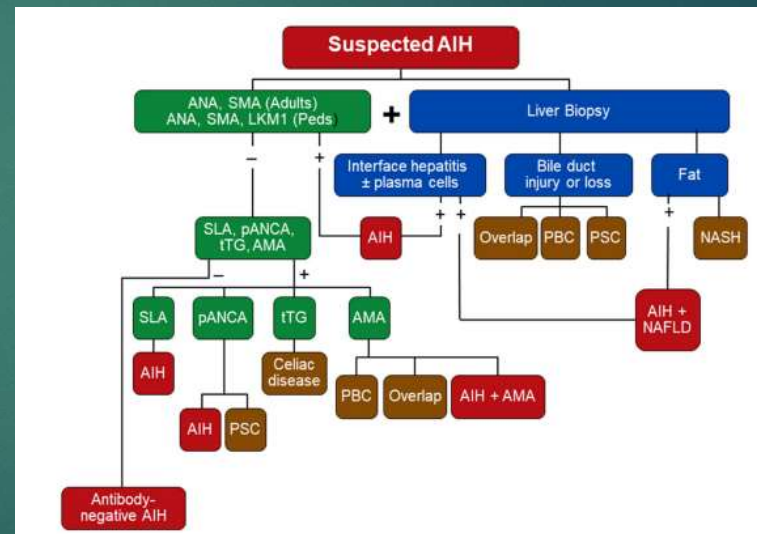 Suspected AIH
ANA, SMA (Adults)
ANA, SMA, LKM1 (Peds)
+
Liver Biopsy
–
+
Interface hepatitis
± plasma cells
Bile duct
injury or loss
Fat
+
+
+
SLA, pANCA,
tTG, AMA
AIH
Overlap
PBC
PSC
NASH
–
+
SLA
pANCA
tTG
AMA
AIH +
NAFLD
AIH
Celiac
disease
PBC
Overlap
AIH + AMA
AIH
PSC
Antibody-
negative AIH